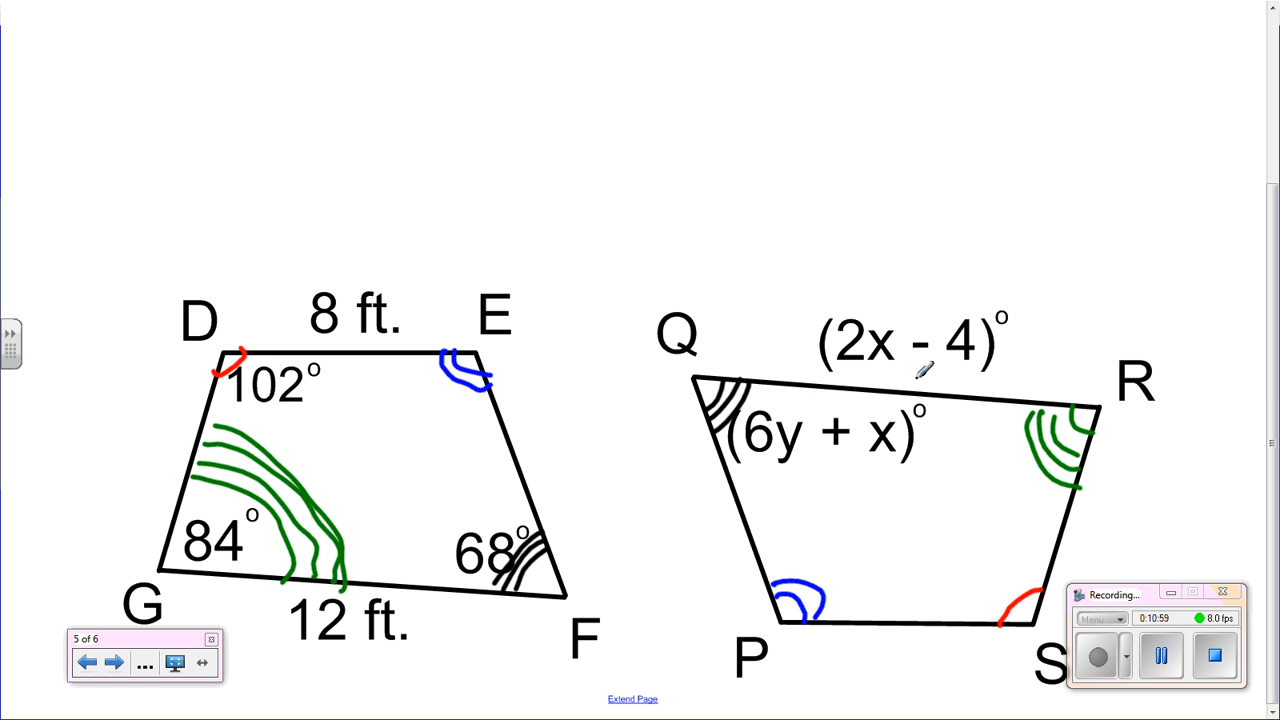 D
8 ft.
E
102°
84°
68°
G
12 ft.
F
Q
(2x - 4)°
R
(6y + x)°
P
S
5 of 6
...
Recording...
Menu
0:10:59
8.0 fps
Extend Page